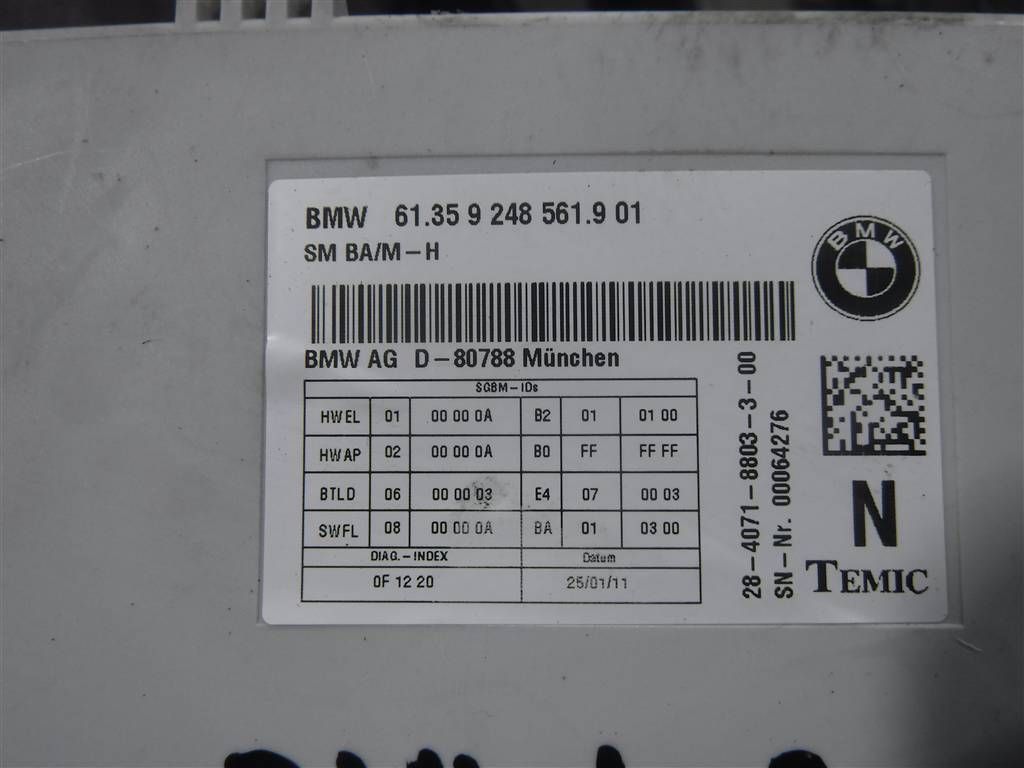 BMW 61.35 9 248 561.9 01
SM BA/M-H
BMW
BMW AG D-80788 München
SGBM-IDs
HWEL 01 00 00 0A B2 01 01 00
HWAP 02 00 00 0A B0 FF FF FF
BTLD 06 00 00 03 E4 07 00 03
SWFL 08 00 00 0A BA 01 03 00
DIAG.-INDEX Datum
0F 12 20 25/01/11
28-4071-8803-3-00
SN-Nr. 00064276
N
TEMIC